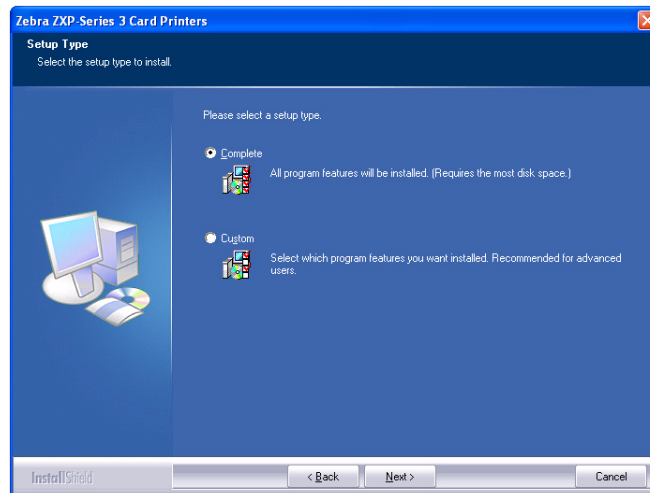 Zebra ZXP-Series 3 Card Printers
Setup Type
Select the setup type to install.
Please select a setup type.
Complete
All program features will be installed. (Requires the most disk space.)
Custom
Select which program features you want installed. Recommended for advanced
users.
InstallShield
< Back
Next >
Cancel